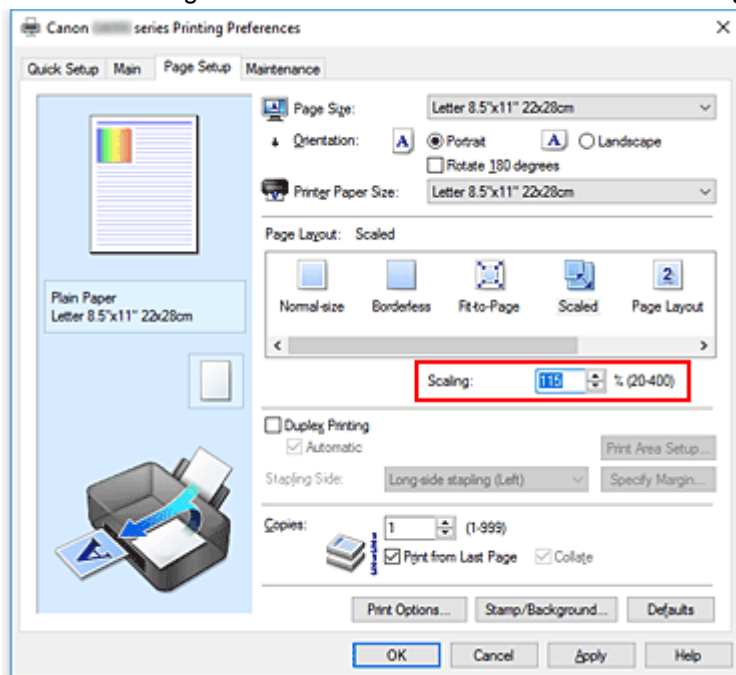 Canon series Printing Preferences
Quick Setup Main Page Setup Maintenance
Page Size: Letter 8.5"x11" 22x28cm
Orientation: A Portrait A Landscape
Rotate 180 degrees
Printer Paper Size: Letter 8.5"x11" 22x28cm
Page Layout: Scaled
Normal-size Borderless Fit-to-Page Scaled 2 Page Layout
Plain Paper
Letter 8.5"x11" 22x28cm
Scaling: 115 % (20-400)
Duplex Printing
Automatic Print Area Setup...
Stapling Side: Long-side stapling (Left) Specify Margin...
Copies: 1 (1-999)
Print from Last Page Collate
A
Print Options... Stamp/Background... Defaults
OK Cancel Apply Help